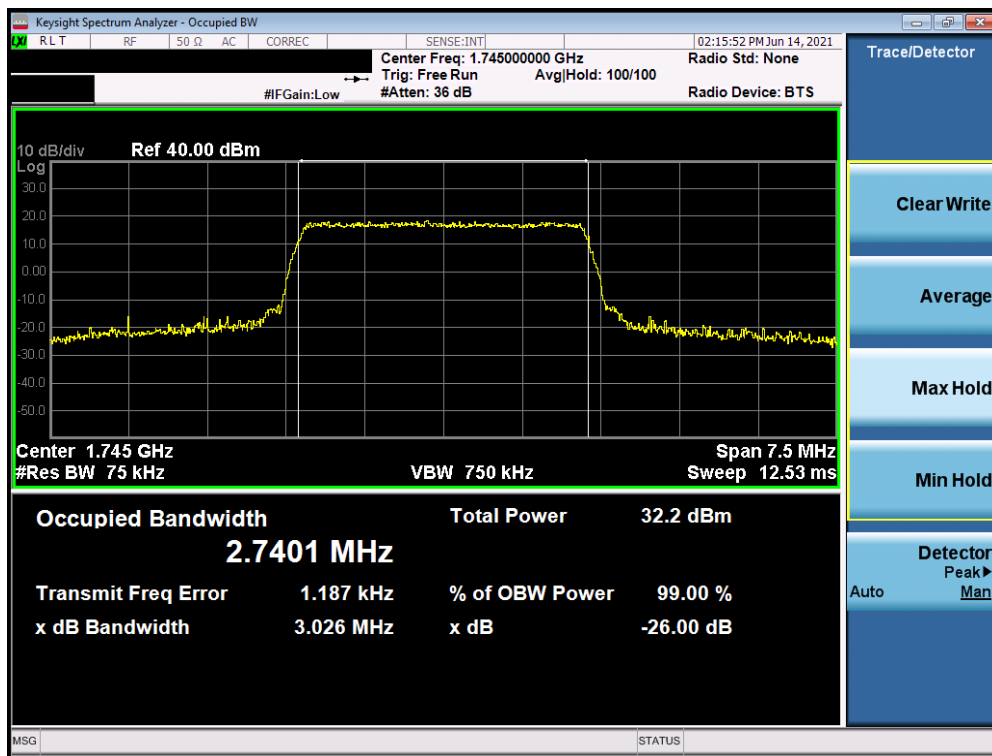 Keysight Spectrum Analyzer - Occupied BW
LXI RLT RF 50 Ω AC CORREC SENSE:INT 02:15:52 PM Jun 14, 2021
Center Freq: 1.745000000 GHz Radio Std: None
Trig: Free Run Avg|Hold: 100/100
#IFGain:Low #Atten: 36 dB Radio Device: BTS
10 dB/div Ref 40.00 dBm
Log
30.0
20.0
10.0
0.00
-10.0
-20.0
-30.0
-40.0
-50.0
Center 1.745 GHz Span 7.5 MHz
#Res BW 75 kHz VBW 750 kHz Sweep 12.53 ms
Occupied Bandwidth Total Power 32.2 dBm
2.7401 MHz
Transmit Freq Error 1.187 kHz % of OBW Power 99.00 %
x dB Bandwidth 3.026 MHz x dB -26.00 dB
Trace/Detector
Clear Write
Average
Max Hold
Min Hold
Detector
Peak▶
Auto Man
MSG STATUS